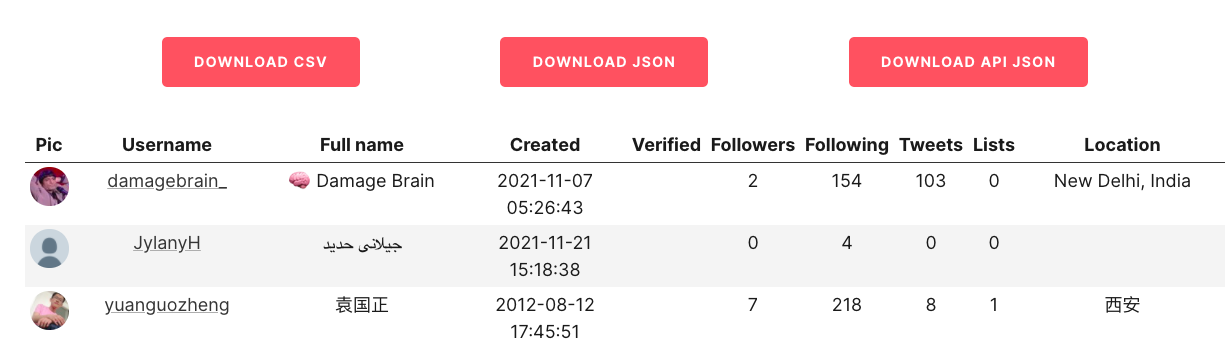 DOWNLOAD CSV DOWNLOAD JSON DOWNLOAD API JSON
Pic Username Full name Created Verified Followers Following Tweets Lists Location
damagebrain_ 🧠 Damage Brain 2021-11-07 2 154 103 0 New Delhi, India
05:26:43
JylanyH جيلانى حديد 2021-11-21 0 4 0 0
15:18:38
yuanguozheng 袁国正 2012-08-12 7 218 8 1 西安
17:45:51